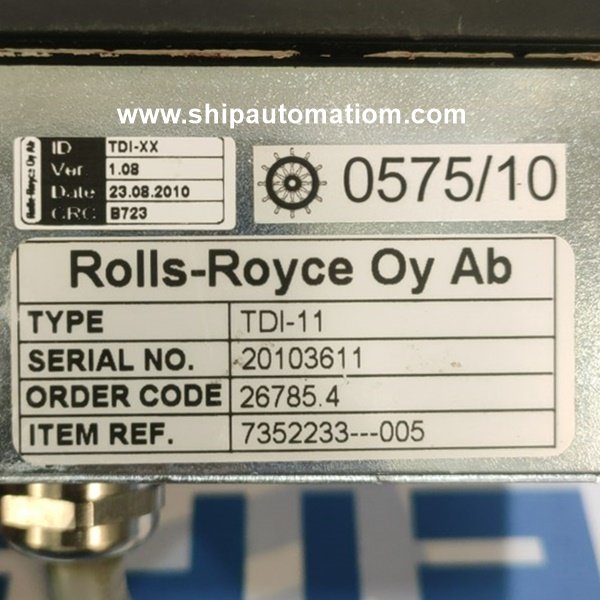 www.shipautomatiom.com
Rolls-Royce Oy Ab
ID TDI-XX
Ver 1.08
Date 23.08.2010
CRC B723
0575/10
Rolls-Royce Oy Ab
TYPE TDI-11
SERIAL NO. 20103611
ORDER CODE 26785.4
ITEM REF. 7352233---005